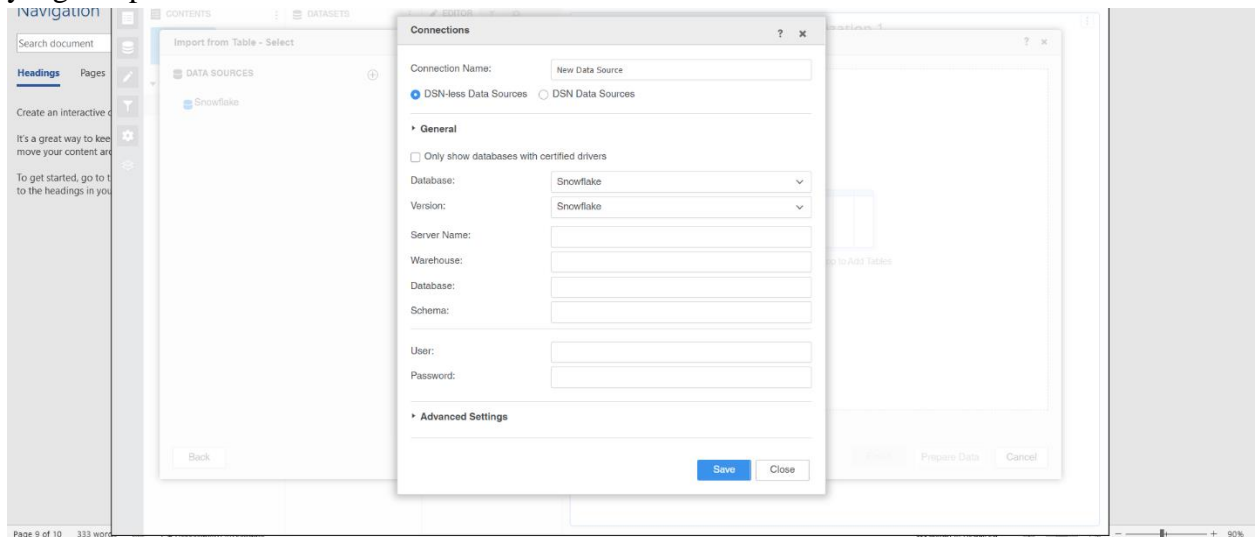 Navigation
CONTENTS
DATASETS
EDITOR
Search document
Import from Table - Select
Connections
? ×
? ×
Headings Pages
DATA SOURCES
Connection Name: New Data Source
DSN-less Data Sources DSN Data Sources
Snowflake
Create an interactive
General
It's a great way to kee
move your content
Only show databases with certified drivers
To get started, go to t
to the headings in you
Database: Snowflake
Version: Snowflake
Server Name:
Warehouse:
to Add Tables
Database:
Schema:
User:
Password:
Advanced Settings
Back
Save Close
Prepare Data Cancel
Page 9 of 10 333 word
- + 90%